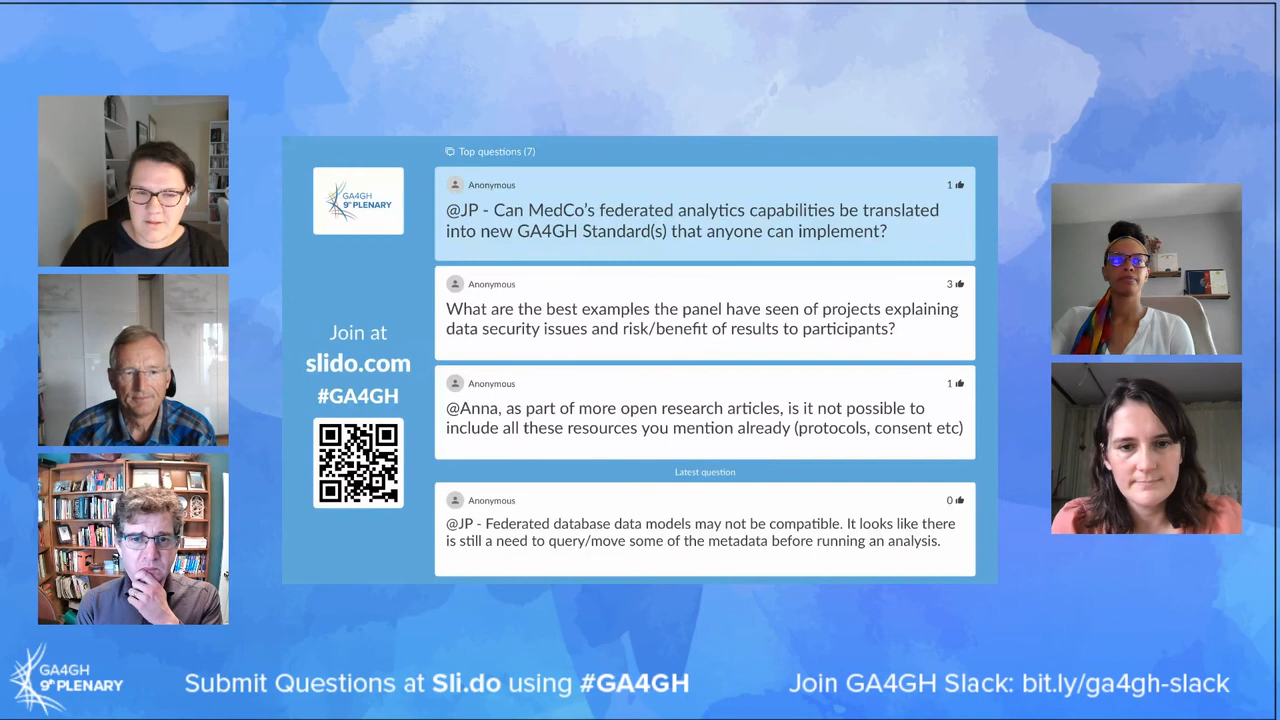 GA4GH
9th PLENARY
Join at
slido.com
#GA4GH
Top questions (7)
Anonymous
1
@JP - Can MedCo's federated analytics capabilities be translated
into new GA4GH Standard(s) that anyone can implement?
Anonymous
3
What are the best examples the panel have seen of projects explaining
data security issues and risk/benefit of results to participants?
Anonymous
1
@Anna, as part of more open research articles, is it not possible to
include all these resources you mention already (protocols, consent etc)
Latest question
Anonymous
0
@JP - Federated database data models may not be compatible. It looks like there
is still a need to query/move some of the metadata before running an analysis.
GA4GH
9th PLENARY
Submit Questions at Sli.do using #GA4GH
Join GA4GH Slack: bit.ly/ga4gh-slack